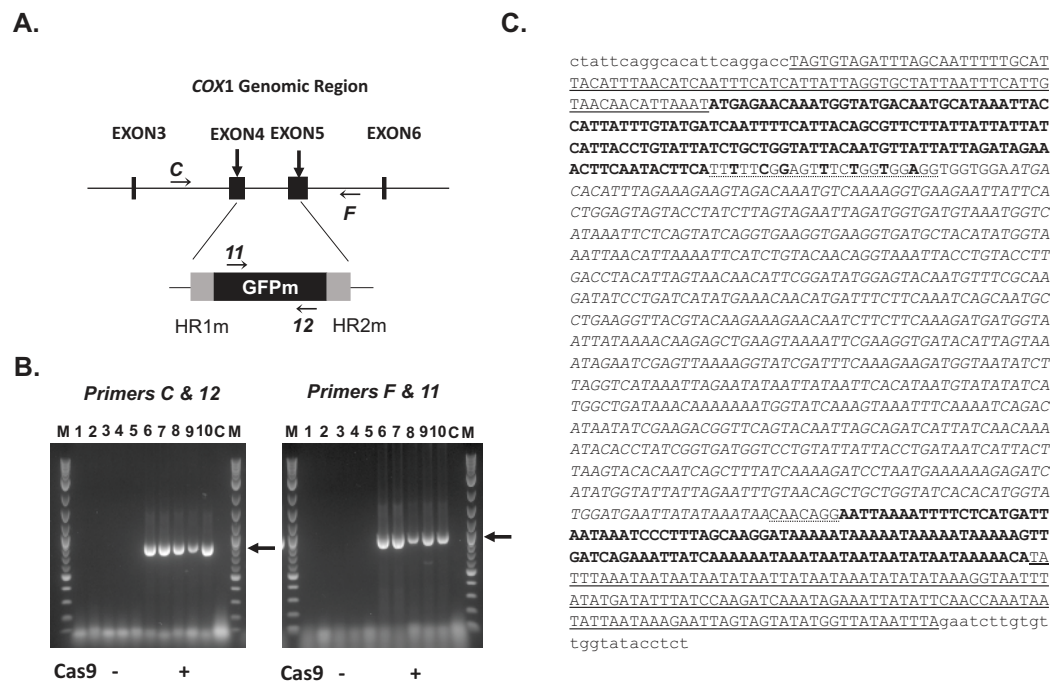 A.
COX1 Genomic Region
EXON3 EXON4 EXON5 EXON6
C
F
11
GFPm
HR1m 12 HR2m
B.
Primers C & 12
M 1 2 3 4 5 6 7 8 9 10 C M
Cas9 - +
Primers F & 11
M 1 2 3 4 5 6 7 8 9 10 C M
Cas9 - +
C.
ctattcaggcacattcaggaccTAGTGTAGATTTAGCAATTTTTGCAT
TACATTTAACATCAATTTCATCATTATTAGGTGCTATTAATTTCATTG
TAACAACATTAAATATGAGAACAAATGGTATGACAATGCATAAATTAC
CATTATTTGTATGATCAATTTTCATTACAGCGTTCTTATTATTATTAT
CATTACCTGTATTATCTGCTGGTATTACAATGTTATTATTAGATAGAA
ACTTCAATACTTCATTTTTCGGAGTTTCTGGTGGAGGTGGTGGAATGA
CACATTTAGAAAGAAGTAGACAAATGTCAAAAGGTGAAGAATTATTCA
CTGGAGTAGTACCTATCTTAGTAGAATTAGATGGTGATGTAAATGGTC
ATAAATTCTCAGTATCAGGTGAAGGTGAAGGTGATGCTACATATGGTA
AATTAACATTAAAATTCATCTGTACAACAGGTAAATTACCTGTACCTT
GACCTACATTAGTAACAACATTCGGATATGGAGTACAATGTTTCGCAA
GATATCCTGATCATATGAAACAACATGATTTCTTCAAATCAGCAATGC
CTGAAGGTTACGTACAAGAAAGAACAATCTTCTTCAAAGATGATGGTA
ATTATAAAACAAGAGCTGAAGTAAAATTCGAAGGTGATACATTAGTAA
ATAGAATCGAGTTAAAAGGTATCGATTTCAAAGAAGATGGTAATATCT
TAGGTCATAAATTAGAATATAATTATAATTCACATAATGTATATATCA
TGGCTGATAAACAAAAAAATGGTATCAAAGTAAATTTCAAAATCAGAC
ATAATATCGAAGACGGTTCAGTACAATTAGCAGATCATTATCAACAAA
ATACACCTATCGGTGATGGTCCTGTATTATTACCTGATAATCATTACT
TAAGTACACAATCAGCTTTATCAAAAGATCCTAATGAAAAAAGAGATC
ATATGGTATTATTAGAATTTGTAACAGCTGCTGGTATCACACATGGTA
TGGATGAATTATATAAATAACAACAGGAATTAAAATTTTCTCATGATT
AATAAATCCCTTTAGCAAGGATAAAAATAAAAATAAAAATAAAAAGTT
GATCAGAAATTATCAAAAAATAAATAATAATAATATAATAAAAACATA
TTTAAATAATAATAATATAATTATAATAAATATATATAAAGGTAATTT
ATATGATATTTATCCAAGATCAAATAGAAATTATATTCAACCAAATAA
TATTAATAAAGAATTAGTAGTATATGGTTATAATTTAgaatcttgtgt
tggtatacctct